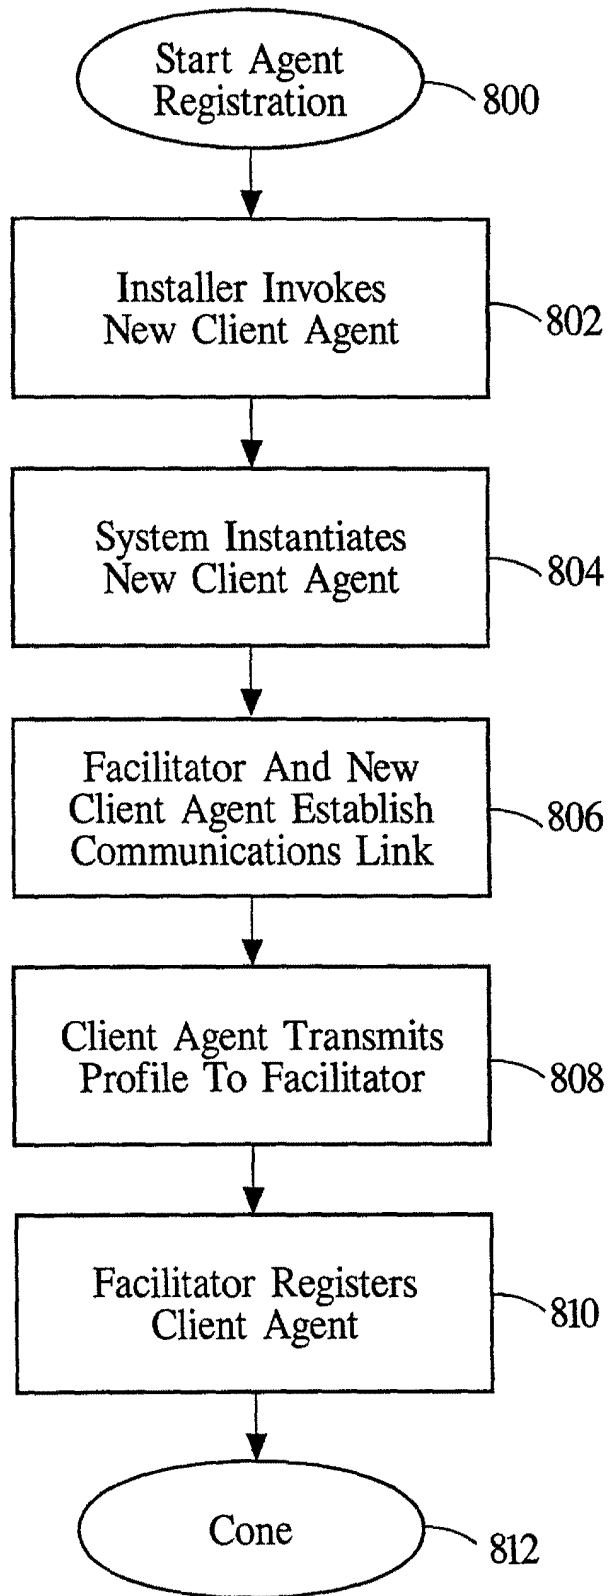 Start Agent
Registration
800
Installer Invokes
New Client Agent
802
System Instantiates
New Client Agent
804
Facilitator And New
Client Agent Establish
Communications Link
806
Client Agent Transmits
Profile To Facilitator
808
Facilitator Registers
Client Agent
810
Cone
812